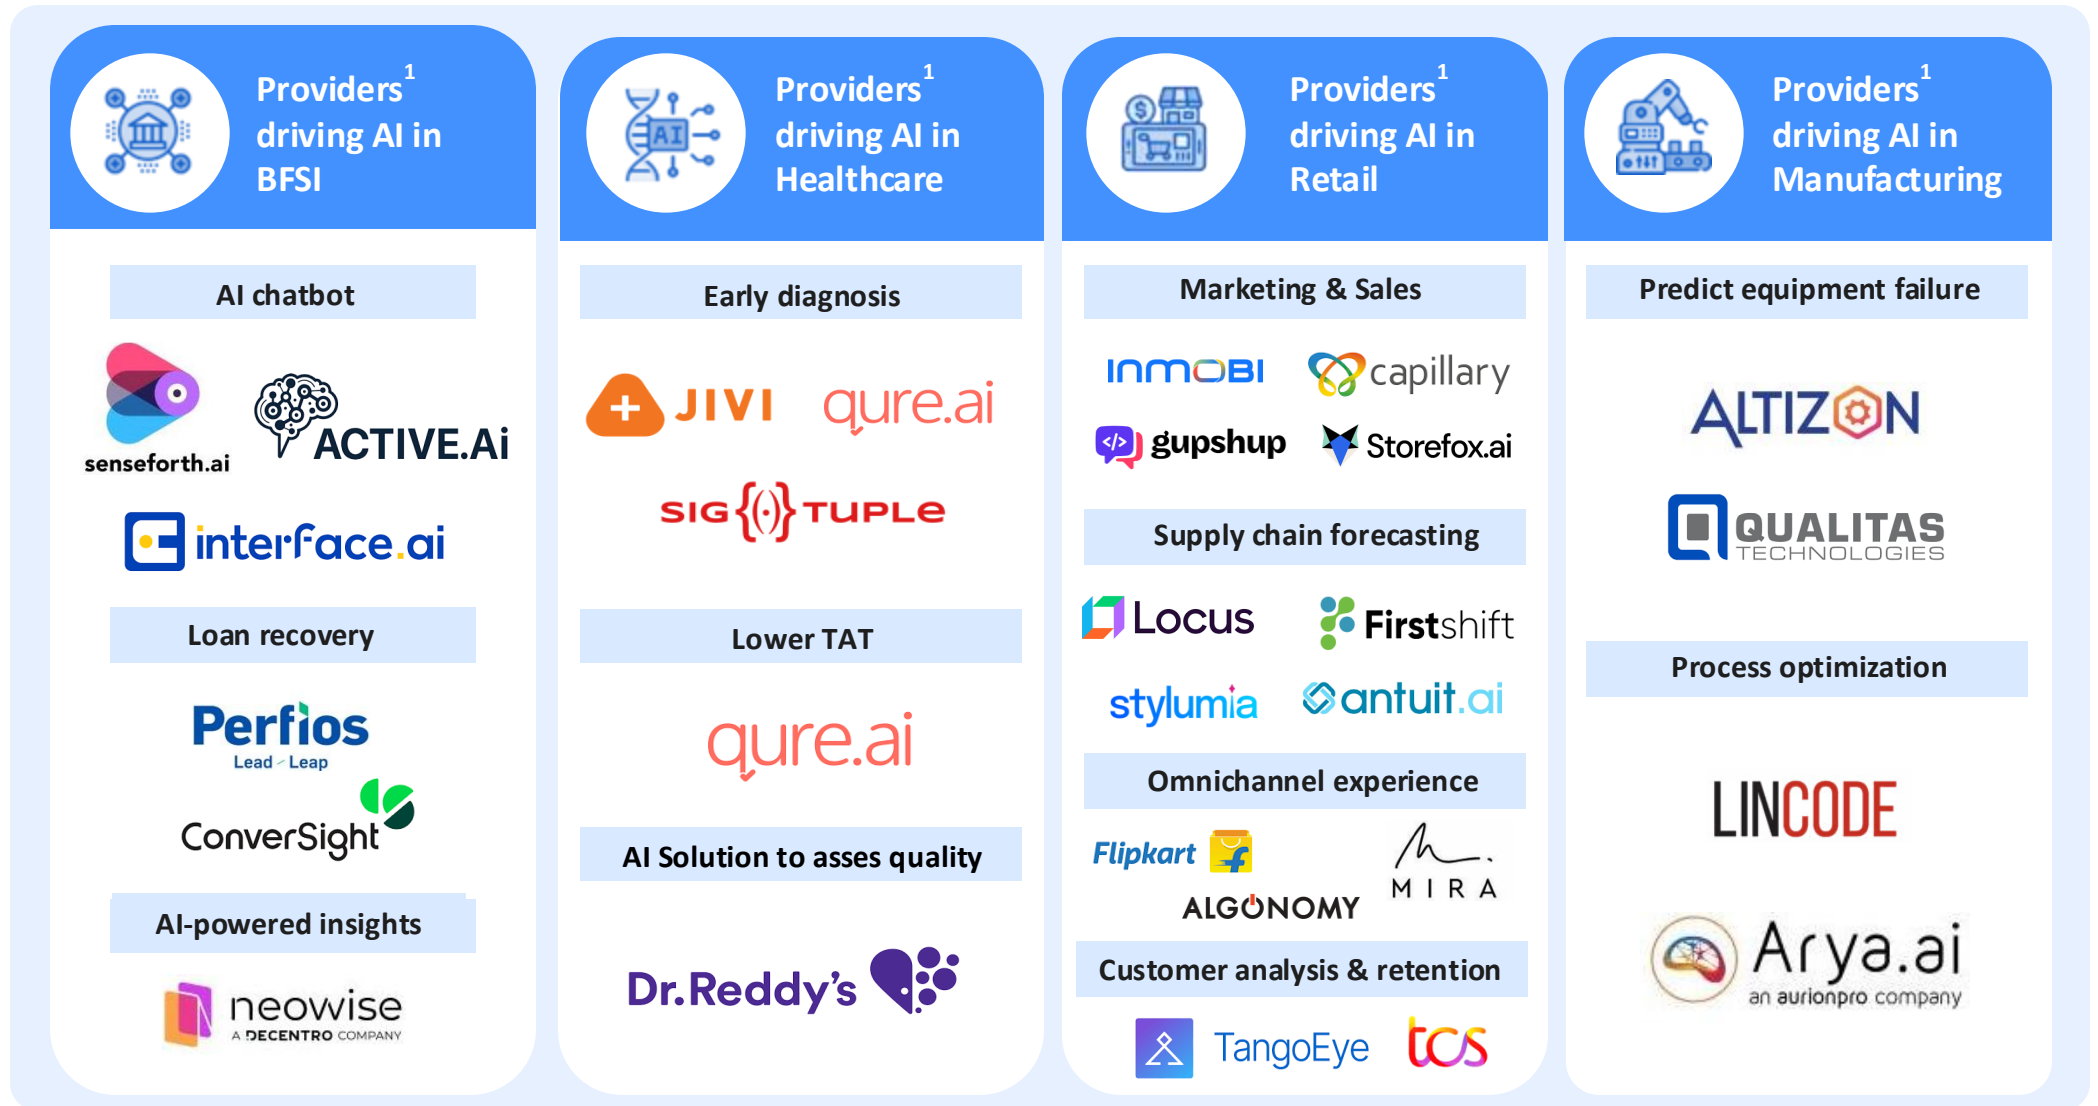 Providers1
driving AI in
BFSI
AI chatbot
senseforth.ai
ACTIVE.Ai
interface.ai
Loan recovery
Perfios
Lead Leap
ConverSight
AI-powered insights
neowise
A DECENTRO COMPANY
Providers1
driving AI in
Healthcare
AI
Early diagnosis
JIVI
qure.ai
SIG{(·)}TUPLE
Lower TAT
qure.ai
AI Solution to asses quality
Dr.Reddy's
Providers1
driving AI in
Retail
Marketing & Sales
INMOBI
capillary
gupshup
Storefox.ai
Supply chain forecasting
Locus
Firstshift
stylumia
antuit.ai
Omnichannel experience
Flipkart
MIRA
ALGONOMY
Customer analysis & retention
TangoEye
tcs
Providers1
driving AI in
Manufacturing
Predict equipment failure
ALTIZON
QUALITAS
TECHNOLOGIES
Process optimization
LINCODE
Arya.ai
an aurionpro company